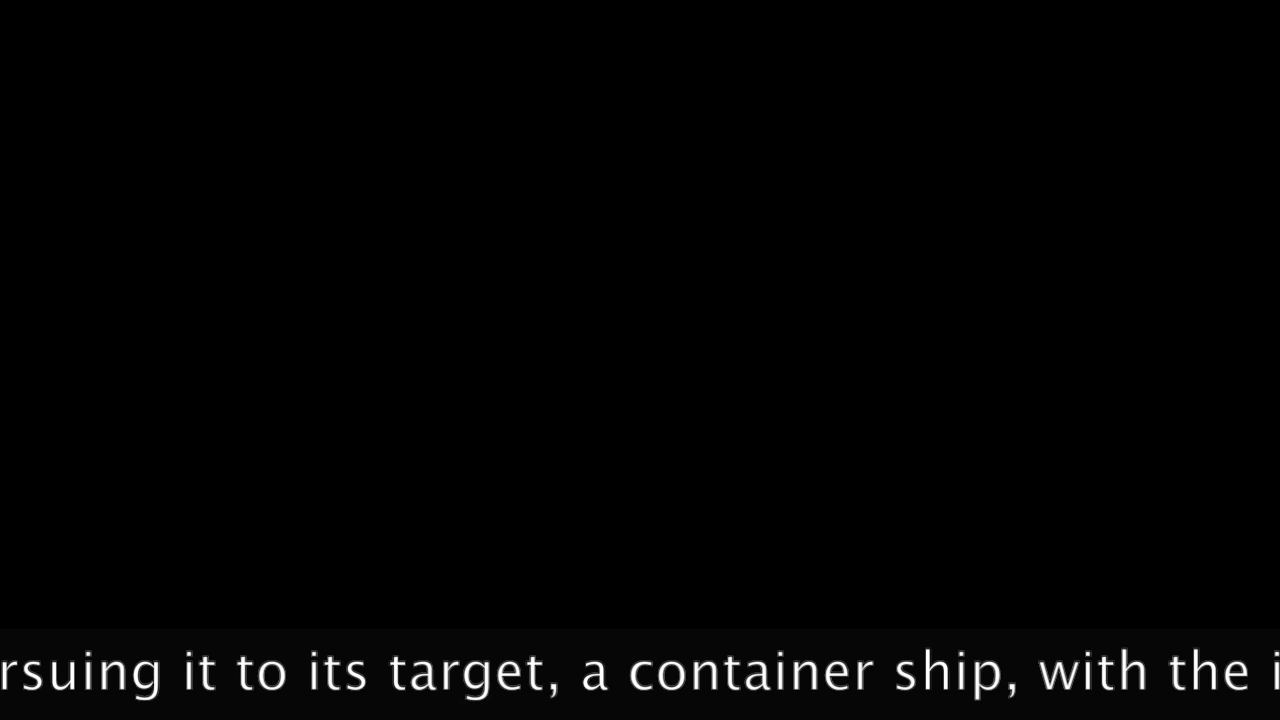 rsuing it to its target, a container ship, with the i